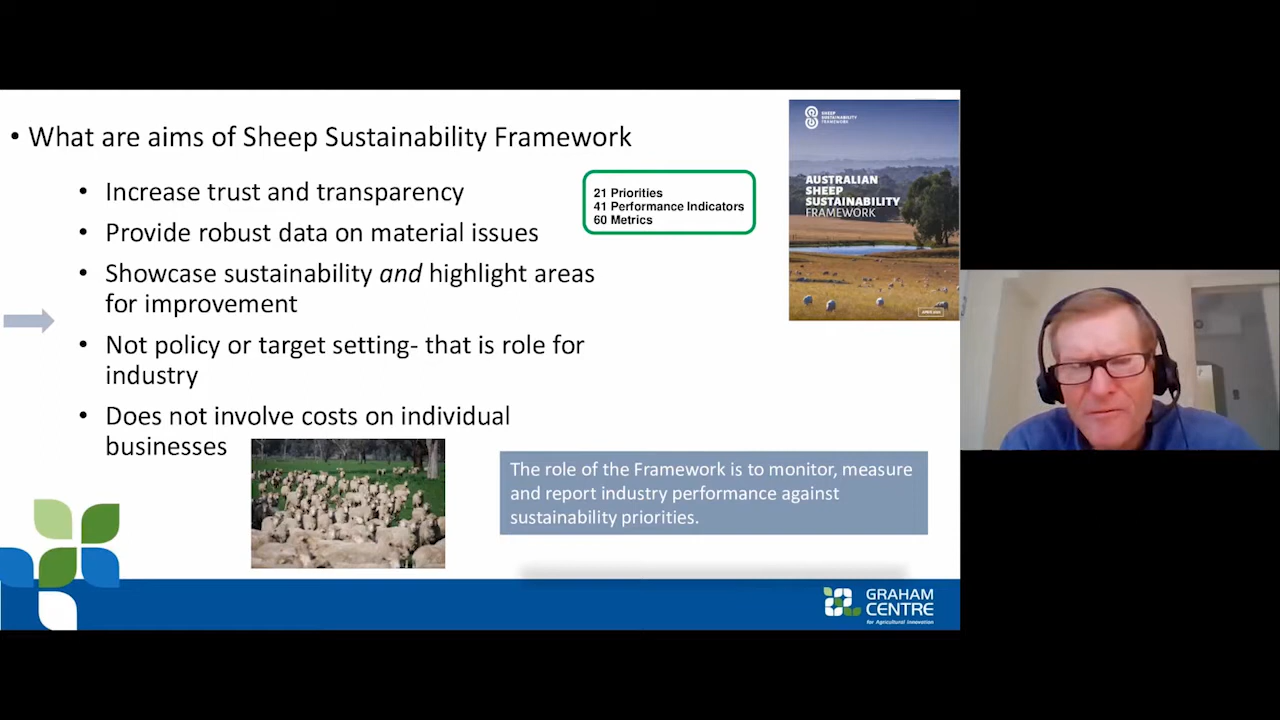 • What are aims of Sheep Sustainability Framework
• Increase trust and transparency
• Provide robust data on material issues
• Showcase sustainability and highlight areas
for improvement
• Not policy or target setting- that is role for
industry
• Does not involve costs on individual
businesses
21 Priorities
41 Performance Indicators
60 Metrics
SHEEP
SUSTAINABILITY
FRAMEWORK
AUSTRALIAN
SHEEP
SUSTAINABILITY
FRAMEWORK
The role of the Framework is to monitor, measure
and report industry performance against
sustainability priorities.
GRAHAM
CENTRE
for Agricultural Innovation